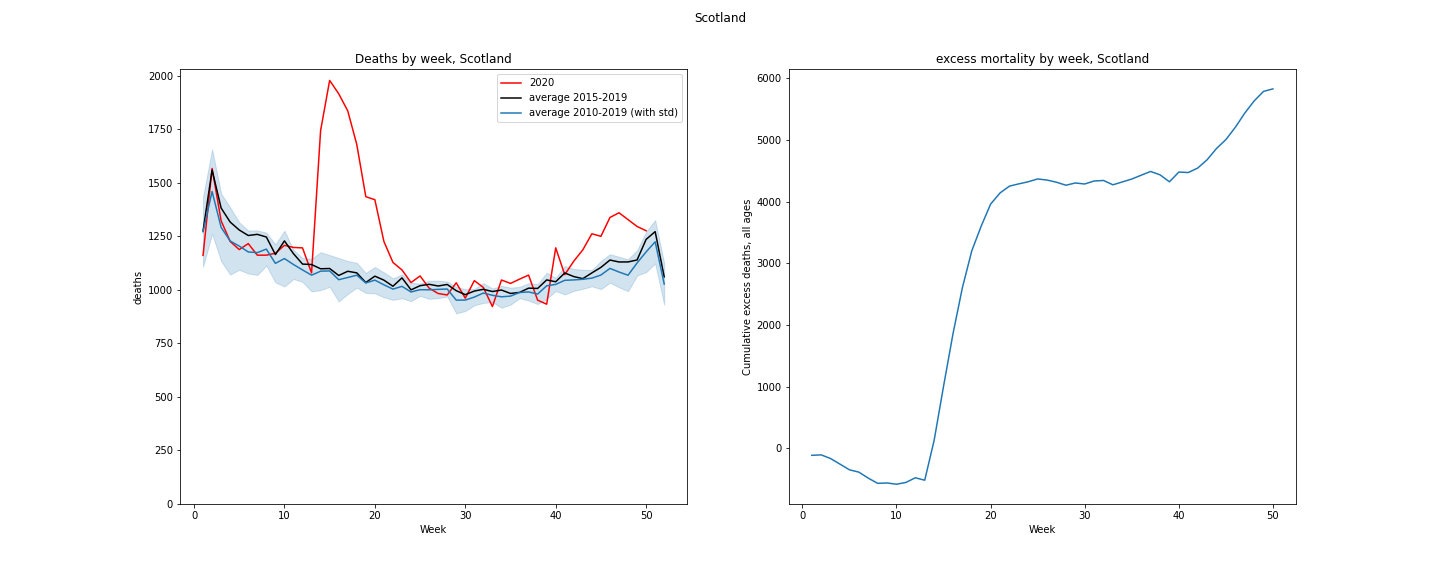 Scotland
Deaths by week, Scotland
2000
1750
1500
1250
1000
750
500
250
0
deaths
0 10 20 30 40 50
Week
2020
average 2015-2019
average 2010-2019 (with std)
excess mortality by week, Scotland
6000
5000
4000
3000
2000
1000
0
Cumulative excess deaths, all ages
0 10 20 30 40 50
Week